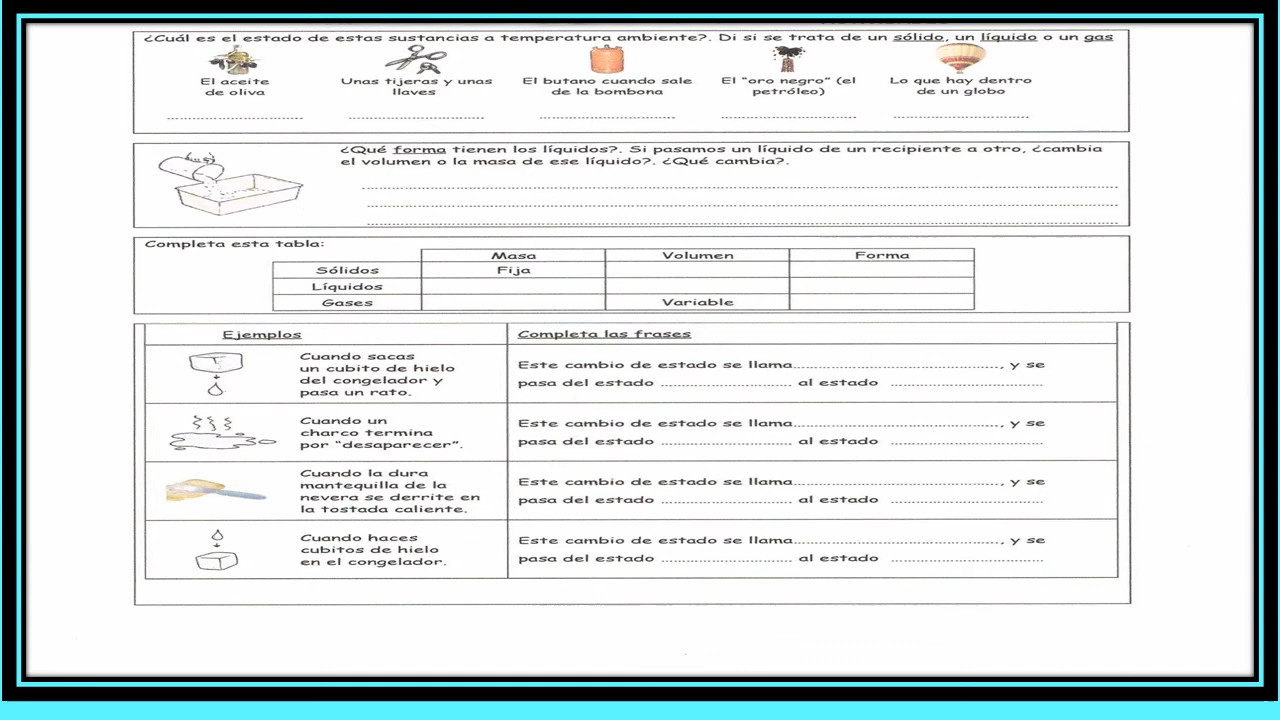 ¿Cuál es el estado de estas sustancias a temperatura ambiente?. Di si se trata de un sólido, un líquido o un gas
El aceite
de oliva
Unas tijeras y unas
llaves
El butano cuando sale
de la bombona
El "oro negro" (el
petróleo)
Lo que hay dentro
de un globo
¿Qué forma tienen los líquidos?. Si pasamos un líquido de un recipiente a otro, ¿cambia
el volumen o la masa de ese líquido?. ¿Qué cambia?.
Completa esta tabla:
Masa Volumen Forma
Sólidos Fija
Líquidos
Gases Variable
Ejemplos Completa las frases
Cuando sacas
un cubito de hielo
del congelador y
pasa un rato.
Este cambio de estado se llama................................................, y se
pasa del estado ................................ al estado .....................................
Cuando un
charco termina
por "desaparecer".
Este cambio de estado se llama................................................, y se
pasa del estado ................................ al estado .....................................
Cuando la dura
mantequilla de la
nevera se derrite en
la tostada caliente.
Este cambio de estado se llama................................................, y se
pasa del estado ................................ al estado .....................................
Cuando haces
cubitos de hielo
en el congelador.
Este cambio de estado se llama................................................, y se
pasa del estado ................................ al estado .....................................